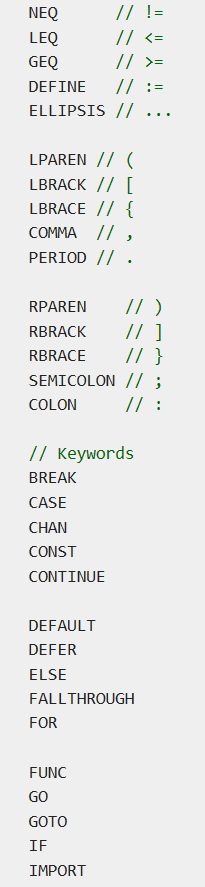 NEQ      // !=
LEQ      // <=
GEQ      // >=
DEFINE   // :=
ELLIPSIS // ...

LPAREN // (
LBRACK // [
LBRACE // {
COMMA  // ,
PERIOD // .

RPAREN    // )
RBRACK    // ]
RBRACE    // }
SEMICOLON // ;
COLON     // :

// Keywords
BREAK
CASE
CHAN
CONST
CONTINUE

DEFAULT
DEFER
ELSE
FALLTHROUGH
FOR

FUNC
GO
GOTO
IF
IMPORT